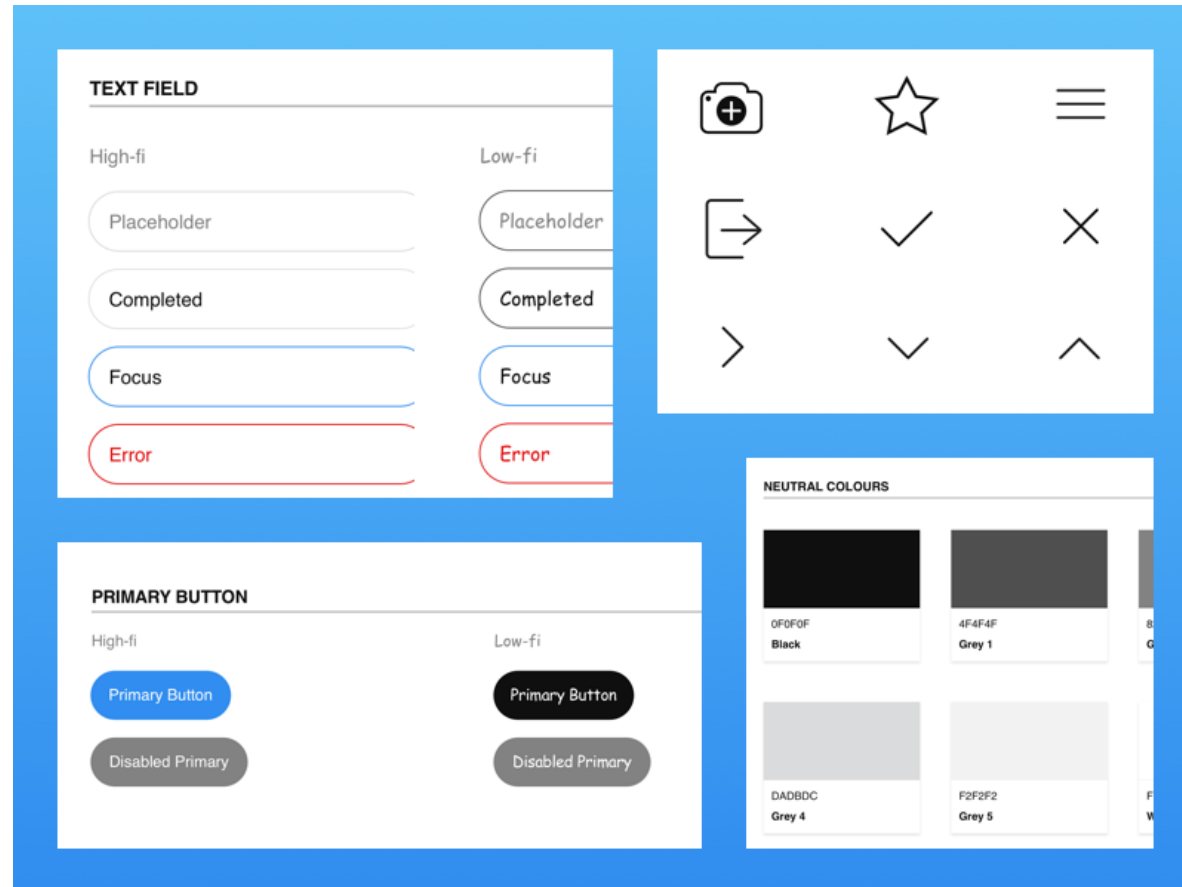 TEXT FIELD
High-fi
Low-fi
Placeholder
Placeholder
Completed
Completed
Focus
Focus
Error
Error
PRIMARY BUTTON
High-fi
Low-fi
Primary Button
Primary Button
Disabled Primary
Disabled Primary
NEUTRAL COLOURS
0F0F0F
Black
4F4F4F
Grey 1
DADBDC
Grey 4
F2F2F2
Grey 5